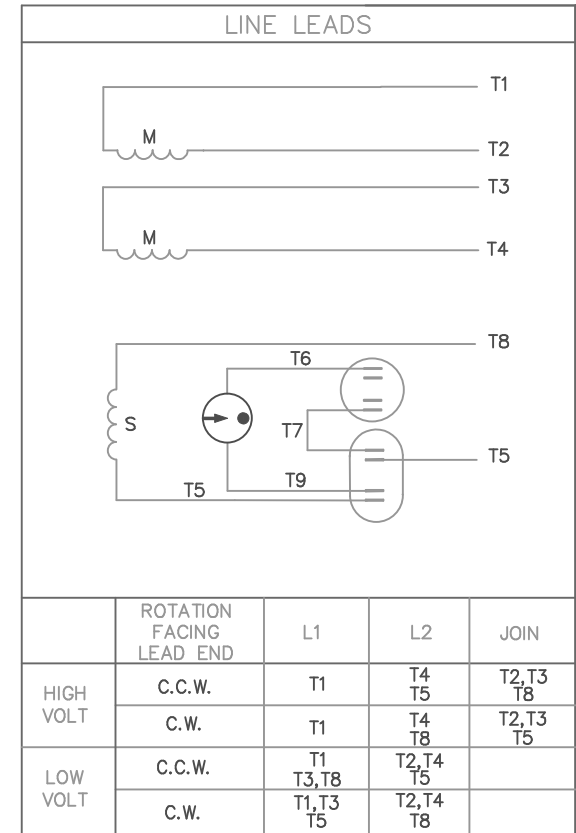 LINE LEADS
T1
M
T2
T3
M
T4
T8
T6
S
T7
T5
T9
T5
ROTATION
FACING
LEAD END
L1
L2
JOIN
HIGH
VOLT
C.C.W.
T1
T4
T5
T2,T3
T8
C.W.
T1
T4
T8
T2,T3
T5
LOW
VOLT
C.C.W.
T1
T3,T8
T2,T4
T5
C.W.
T1,T3
T5
T2,T4
T8